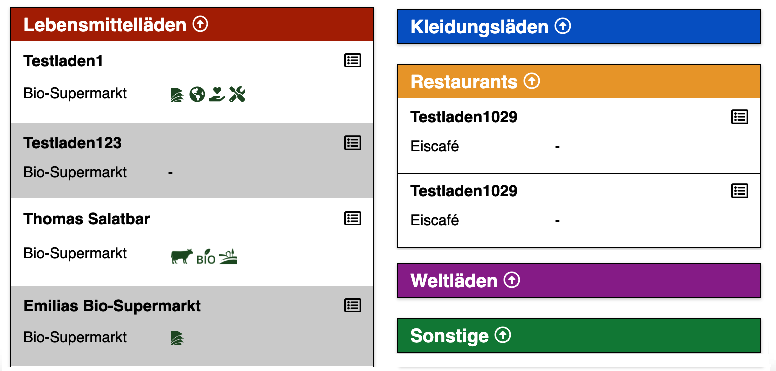 Lebensmittelläden
Testladen1
Bio-Supermarkt
Testladen123
Bio-Supermarkt -
Thomas Salatbar
Bio-Supermarkt BIO
Emilias Bio-Supermarkt
Bio-Supermarkt
Kleidungsläden
Restaurants
Testladen1029
Eiscafé -
Testladen1029
Eiscafé -
Weltläden
Sonstige